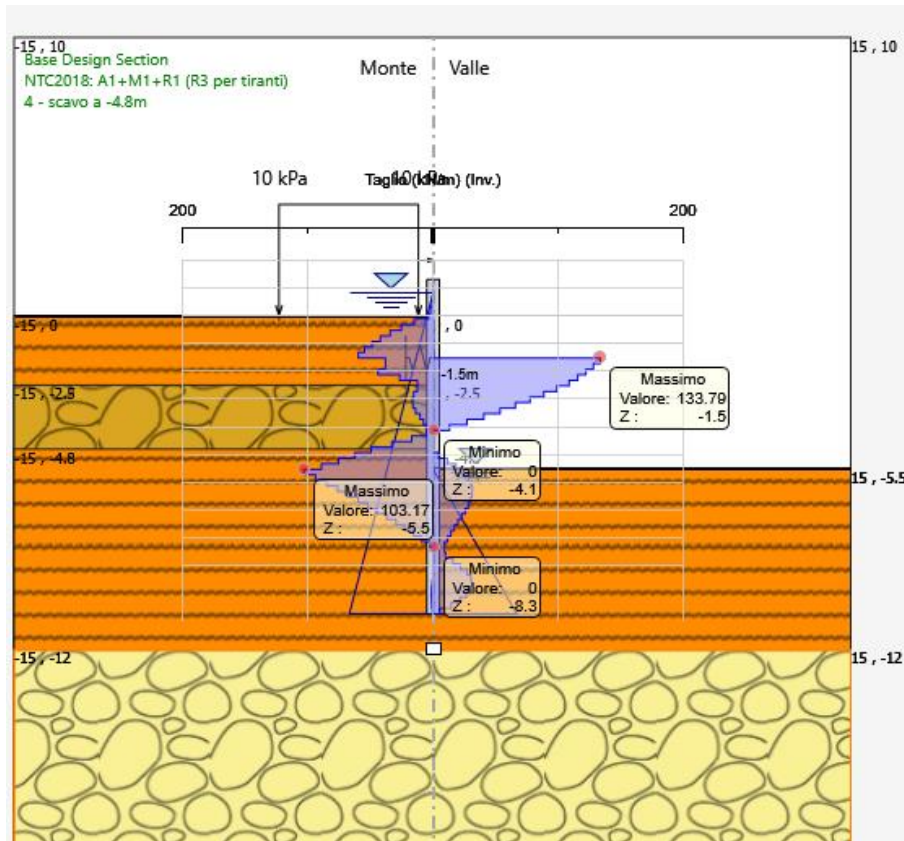 -15 , 10
15 , 10
Base Design Section
NTC2018: A1+M1+R1 (R3 per tiranti)
4 - scavo a -4.8m
Monte
Valle
10 kPa
Taglio (kN/m) (Inv.)
200
200
-15 , 0
, 0
-1.5m
-15 , -2.5
, -2.5
Massimo
Valore: 133.79
Z : -1.5
-15 , -4.8
Minimo
Valore: 0
Z : -4.1
15 , -5.5
Massimo
Valore: 103.17
Z : -5.5
Minimo
Valore: 0
Z : -8.3
-15 , -12
15 , -12